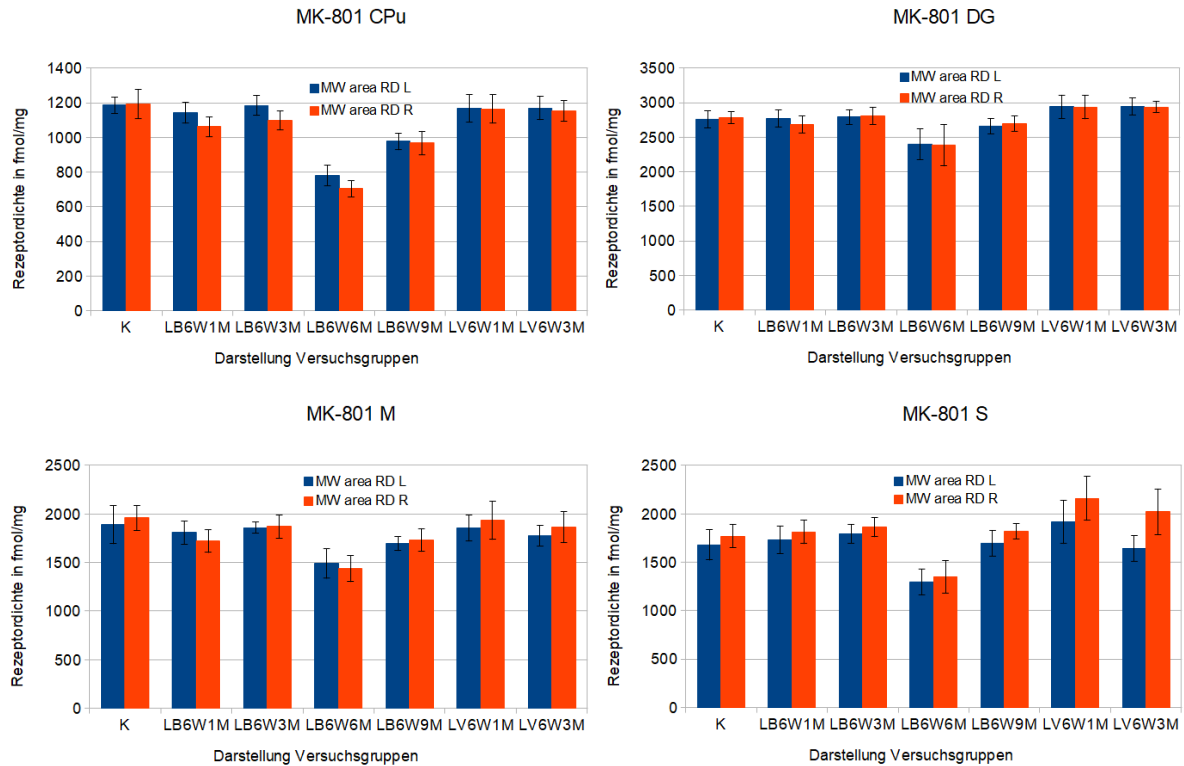 MK-801 CPu
Rezeptordichte in fmol/mg
1400
1200
1000
800
600
400
200
0
MW area RD L
MW area RD R
K LB6W1M LB6W3M LB6W6M LB6W9M LV6W1M LV6W3M
Darstellung Versuchsgruppen
MK-801 DG
Rezeptordichte in fmol/mg
3500
3000
2500
2000
1500
1000
500
0
MW area RD L
MW area RD R
K LB6W1M LB6W3M LB6W6M LB6W9M LV6W1M LV6W3M
Darstellung Versuchsgruppen
MK-801 M
Rezeptordichte in fmol/mg
2500
2000
1500
1000
500
0
MW area RD L
MW area RD R
K LB6W1M LB6W3M LB6W6M LB6W9M LV6W1M LV6W3M
Darstellung Versuchsgruppen
MK-801 S
Rezeptordichte in fmol/mg
2500
2000
1500
1000
500
0
MW area RD L
MW area RD R
K LB6W1M LB6W3M LB6W6M LB6W9M LV6W1M LV6W3M
Darstellung Versuchsgruppen